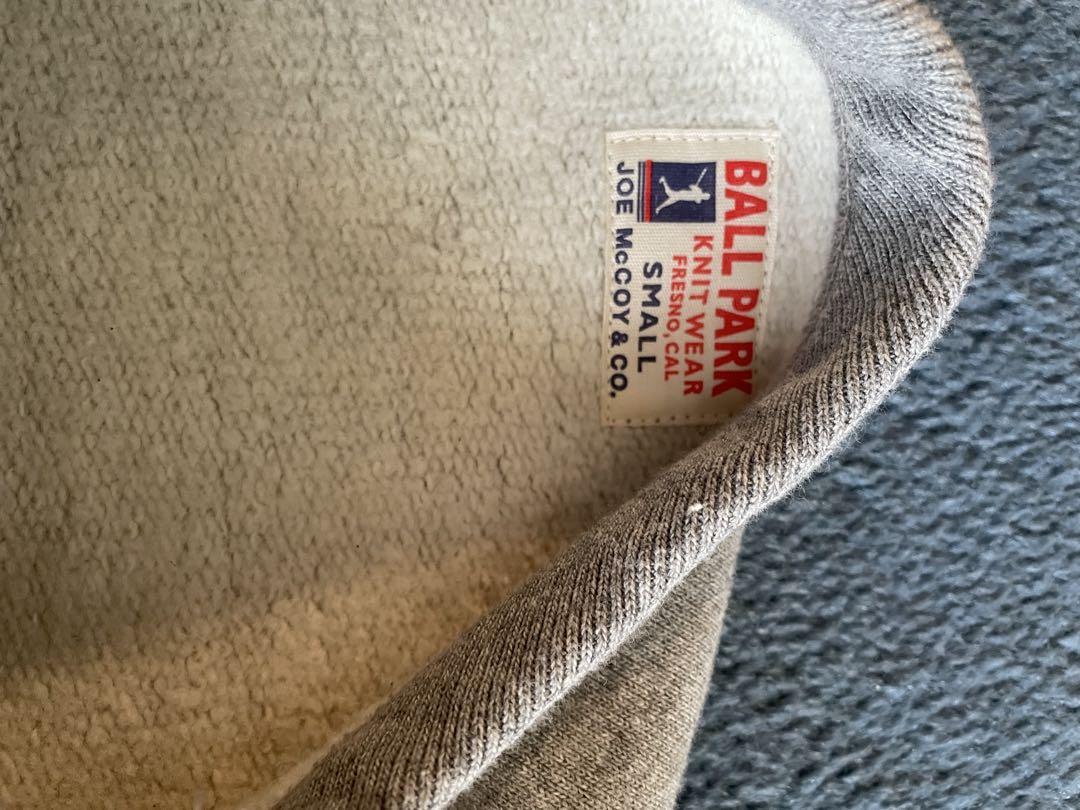 BALL PARK
KNIT WEAR
FRESNO, CAL
SMALL
JOE McCOY & CO.